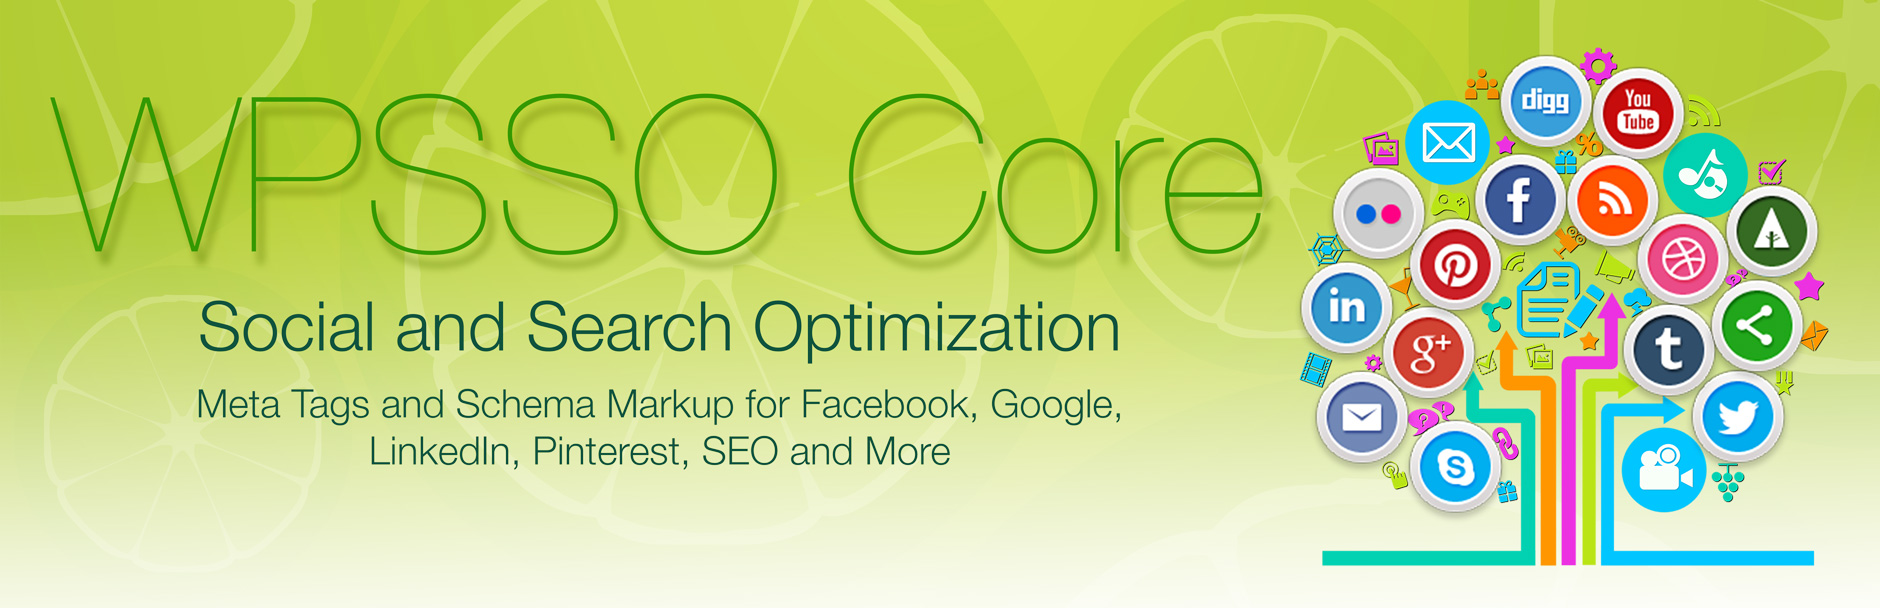 WPSSO Core
Social and Search Optimization
Meta Tags and Schema Markup for Facebook, Google,
LinkedIn, Pinterest, SEO and More
digg
You
Tube
f
in
g+
t
S
%